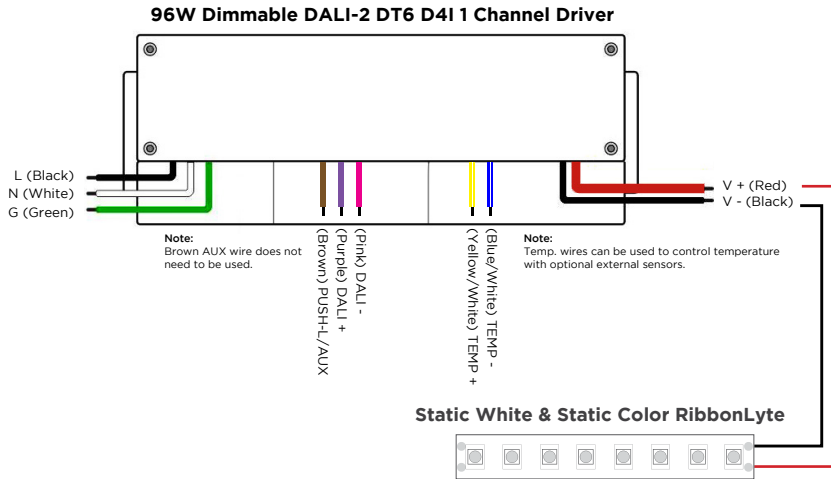 96W Dimmable DALI-2 DT6 D4I 1 Channel Driver
L (Black)
N (White)
G (Green)
V + (Red)
V - (Black)
Note:
Brown AUX wire does not
need to be used.
(Brown) PUSH-L/AUX
(Purple) DALI +
(Pink) DALI -
(Yellow/White) TEMP +
(Blue/White) TEMP -
Note:
Temp. wires can be used to control temperature
with optional external sensors.
Static White & Static Color RibbonLyte